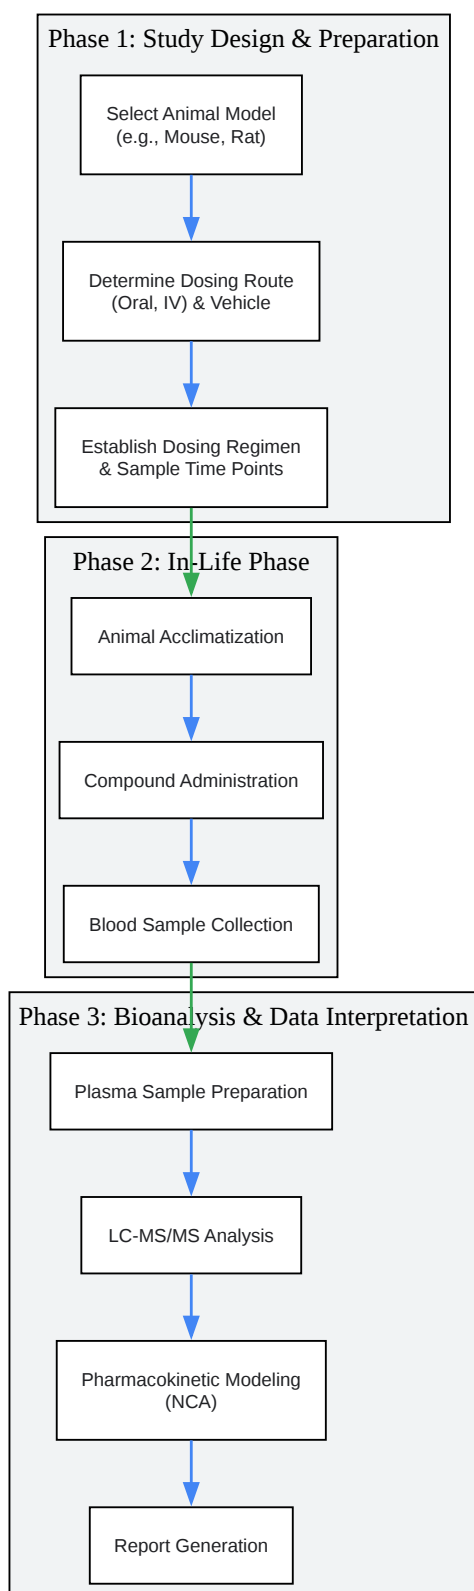 Phase 1: Study Design & Preparation
Select Animal Model
(e.g., Mouse, Rat)
Determine Dosing Route
(Oral, IV) & Vehicle
Establish Dosing Regimen
& Sample Time Points
Phase 2: In-Life Phase
Animal Acclimatization
Compound Administration
Blood Sample Collection
Phase 3: Bioanalysis & Data Interpretation
Plasma Sample Preparation
LC-MS/MS Analysis
Pharmacokinetic Modeling
(NCA)
Report Generation